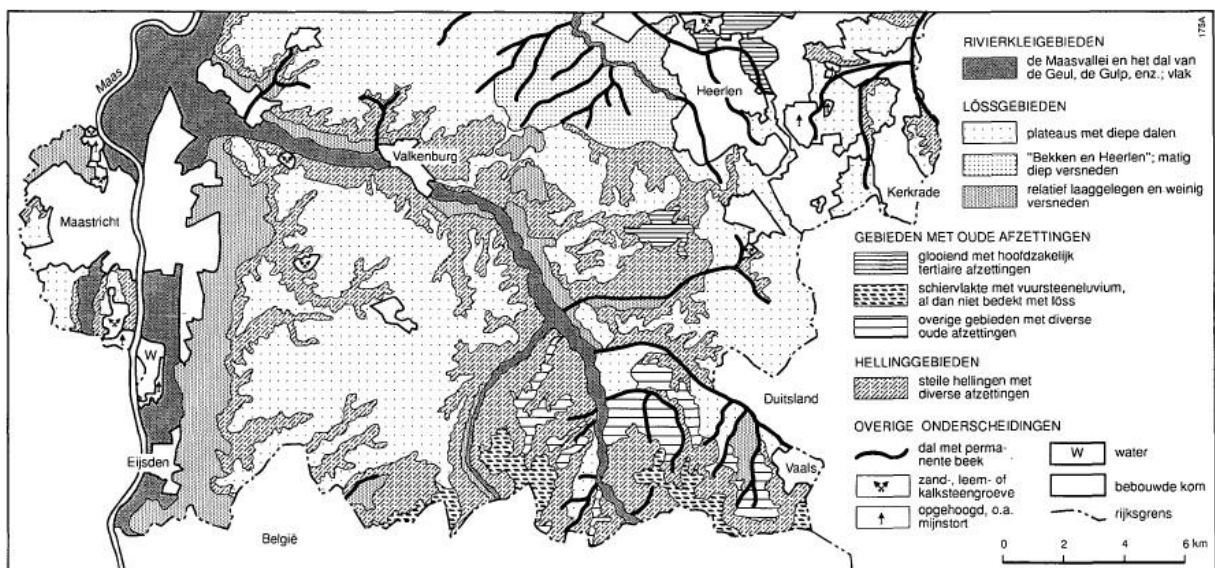 175A
Maas
Heerlen
Valkenburg
Kerkrade
Maastricht
W
Duitsland
Eijsden
Vaals
België
RIVIERKLEIGEBIEDEN
de Maasvallei en het dal van
de Geul, de Gulp, enz.; vlak
LÖSSGEBIEDEN
plateaus met diepe dalen
"Bekken en Heerlen"; matig
diep versneden
relatief laaggelegen en weinig
versneden
GEBIEDEN MET OUDE AFZETTINGEN
glooiend met hoofdzakelijk
tertiaire afzettingen
schiervlakte met vuursteeneluvium,
al dan niet bedekt met löss
overige gebieden met diverse
oude afzettingen
HELLINGGEBIEDEN
steile hellingen met
diverse afzettingen
OVERIGE ONDERSCHEIDINGEN
dal met perma-
nente beek
zand-, leem- of
kalksteengroeve
opgehoogd, o.a.
mijnstort
W water
bebouwde kom
rijksgrens
0 2 4 6 km